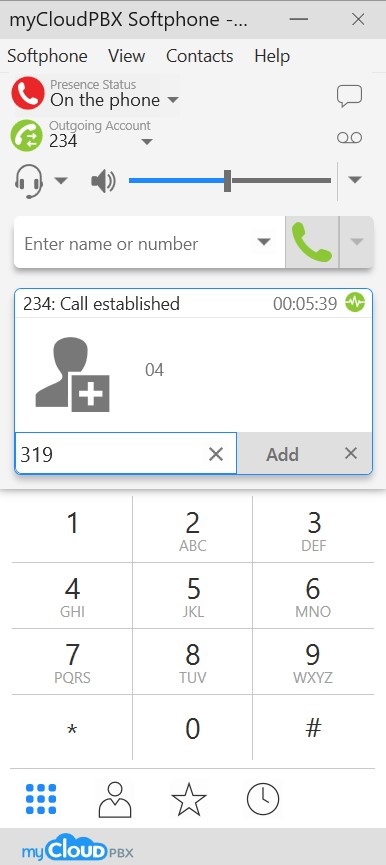 myCloudPBX Softphone -...
Softphone View Contacts Help
Presence Status
On the phone
Outgoing Account
234
Enter name or number
234: Call established 00:05:39
04
319 Add
1 2 3
ABC DEF
4 5 6
GHI JKL MNO
7 8 9
PQRS TUV WXYZ
* 0 #
myCloudPBX